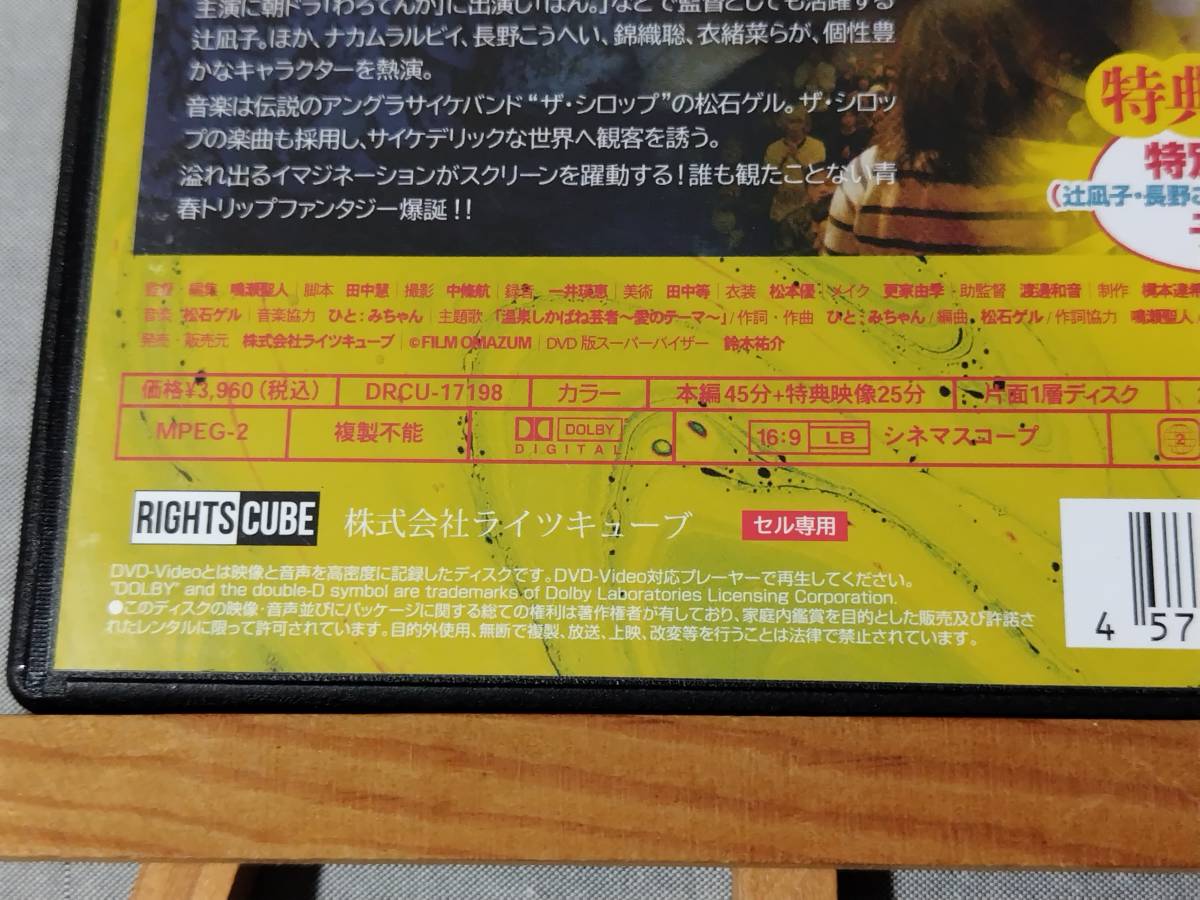 主演に朝ドラ「わろてんか」に出演し「ぱん。」などで監督としても活躍する
辻凪子。ほか、ナカムラルビイ、長野こうへい、錦織聡、衣緒菜らが、個性豊
かなキャラクターを熱演。
音楽は伝説のアングラサイケバンド“ザ・シロップ”の松石ゲル。ザ・シロッ
プの楽曲も採用し、サイケデリックな世界へ観客を誘う。
溢れ出るイマジネーションがスクリーンを躍動する!誰も観たことない青
春トリップファンタジー爆誕!!
特典
特別
(辻凪子・長野こ
監督・編集 鳴瀬聖人/脚本 田中慧/撮影 中條航/録音 一井瑛恵/美術 田中等/衣装 松本優/メイク 更家由季/助監督 渡邊和音/制作 榎本達希
音楽 松石ゲル/音楽協力 ひと:みちゃん/主題歌 「温泉しかばね芸者~愛のテーマ~」/作詞・作曲 ひと:みちゃん/編曲 松石ゲル/作詞協力 鳴瀬聖人/
発売・販売元 株式会社ライツキューブ/©FILM OMAZUM/DVD版スーパーバイザー 鈴木祐介
価格¥3,960(税込) DRCU-17198 カラー 本編45分+特典映像25分 片面1層ディスク
MPEG-2 複製不能 DOLBY DIGITAL 16:9 LB シネマスコープ 2
RIGHTS CUBE 株式会社ライツキューブ セル専用
DVD-Videoとは映像と音声を高密度に記録したディスクです。DVD-Video対応プレーヤーで再生してください。
"DOLBY" and the double-D symbol are trademarks of Dolby Laboratories Licensing Corporation.
●このディスクの映像・音声並びにパッケージに関する総ての権利は著作権者が有しており、家庭内鑑賞を目的とした販売及び許諾さ
れたレンタルに限って許可されています。目的外使用、無断で複製、放送、上映、改変等を行うことは法律で禁止されています。
4 57